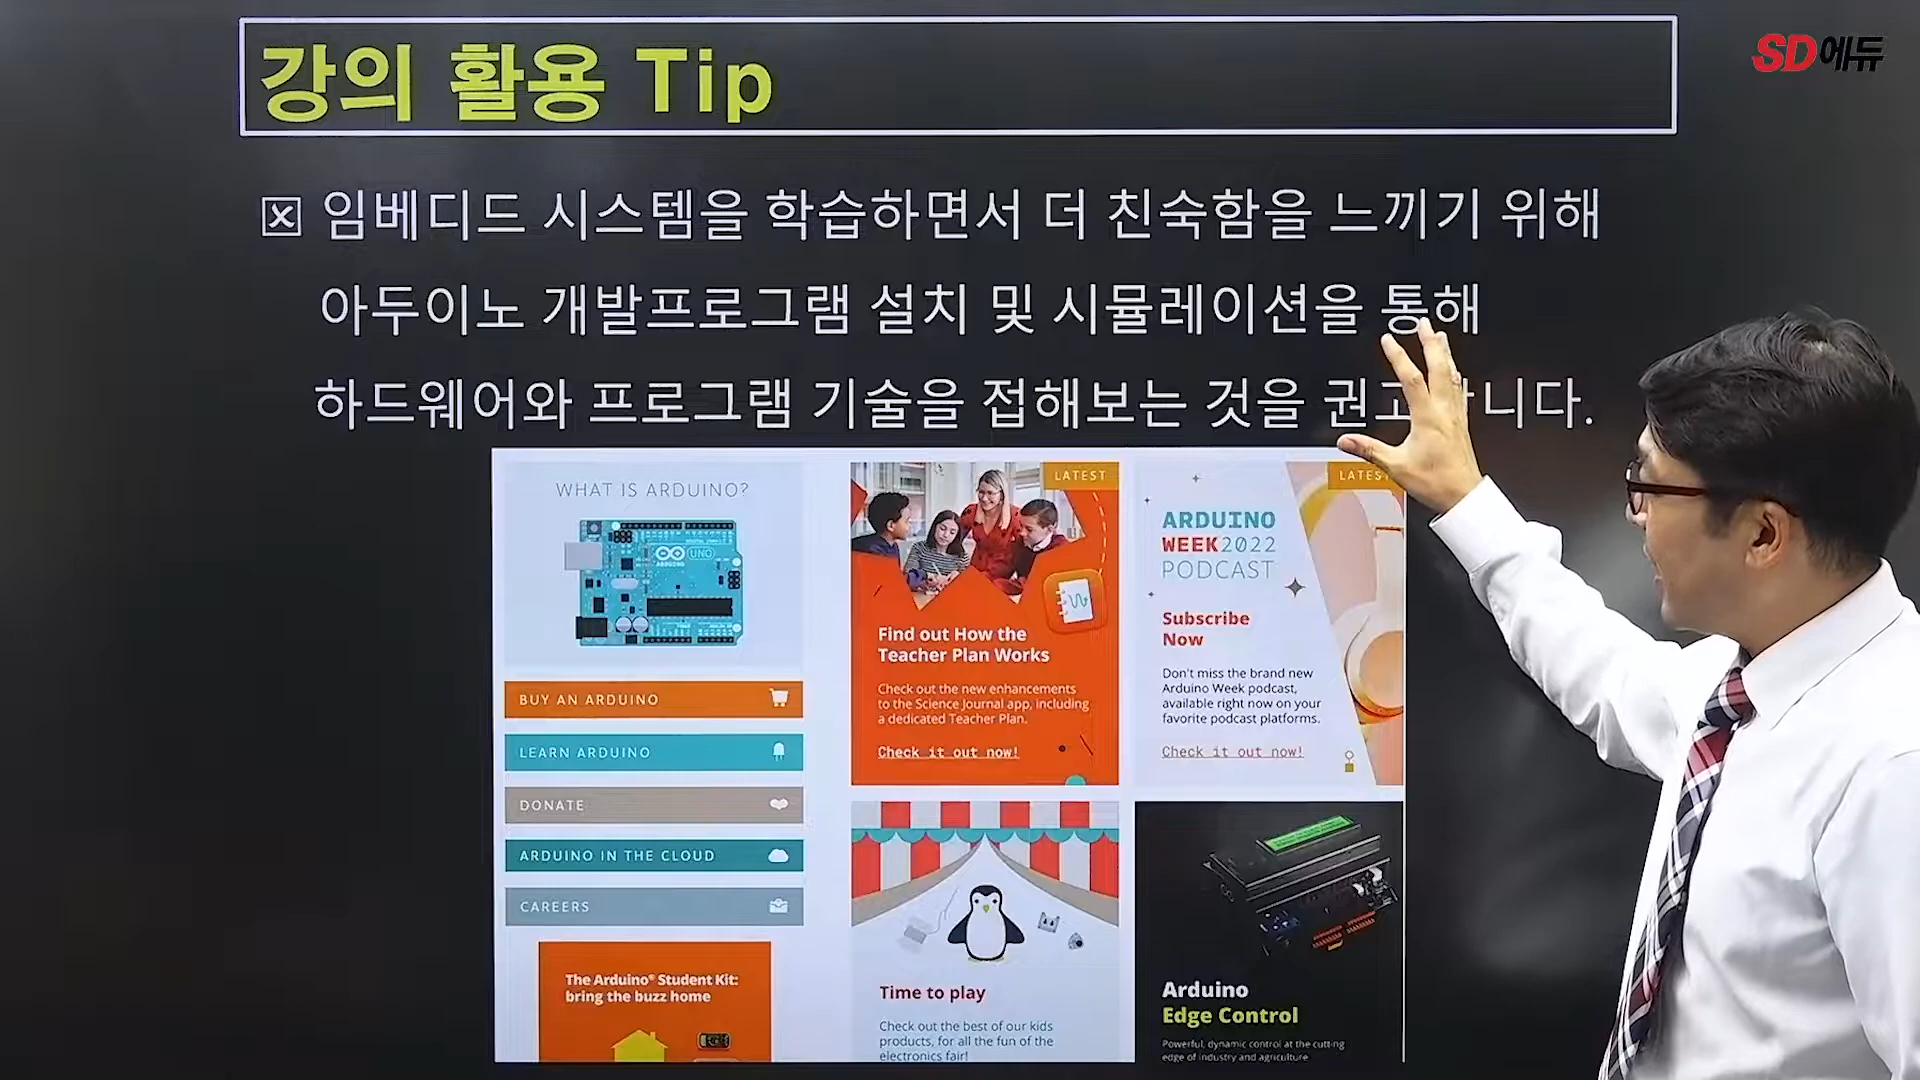 강의 활용 Tip
SD에듀
임베디드 시스템을 학습하면서 더 친숙함을 느끼기 위해
아두이노 개발프로그램 설치 및 시뮬레이션을 통해
하드웨어와 프로그램 기술을 접해보는 것을 권고합니다.
WHAT IS ARDUINO?
UNO
ARDUINO
BUY AN ARDUINO
LEARN ARDUINO
DONATE
ARDUINO IN THE CLOUD
CAREERS
The Arduino® Student Kit:
bring the buzz home
LATEST
Find out How the
Teacher Plan Works
Check out the new enhancements
to the Science Journal app, including
a dedicated Teacher Plan.
Check it out now!
LATEST
ARDUINO
WEEK2022
PODCAST
Subscribe
Now
Don't miss the brand new
Arduino Week podcast,
available right now on your
favorite podcast platforms.
Check it out now!
Time to play
Check out the best of our kids
products, for all the fun of the
electronics fair!
Arduino
Edge Control
Powerful, dynamic control at the cutting
edge of industry and agriculture